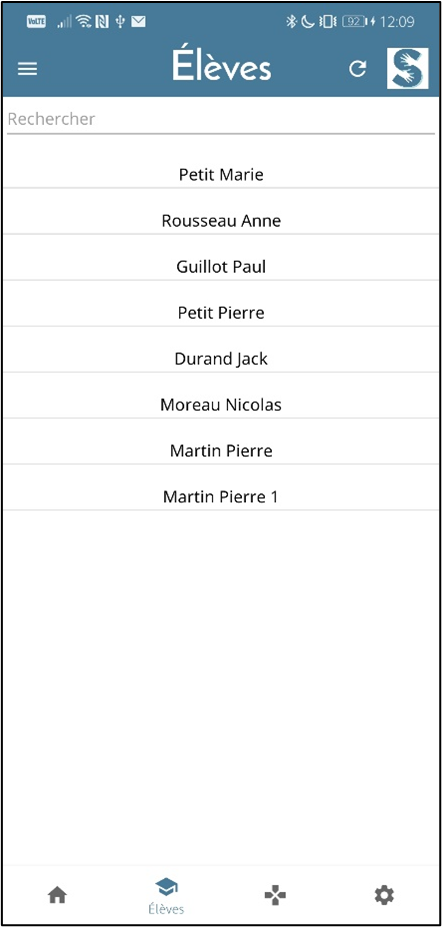 VoLTE 92 12:09
Élèves
Rechercher
Petit Marie
Rousseau Anne
Guillot Paul
Petit Pierre
Durand Jack
Moreau Nicolas
Martin Pierre
Martin Pierre 1
Élèves